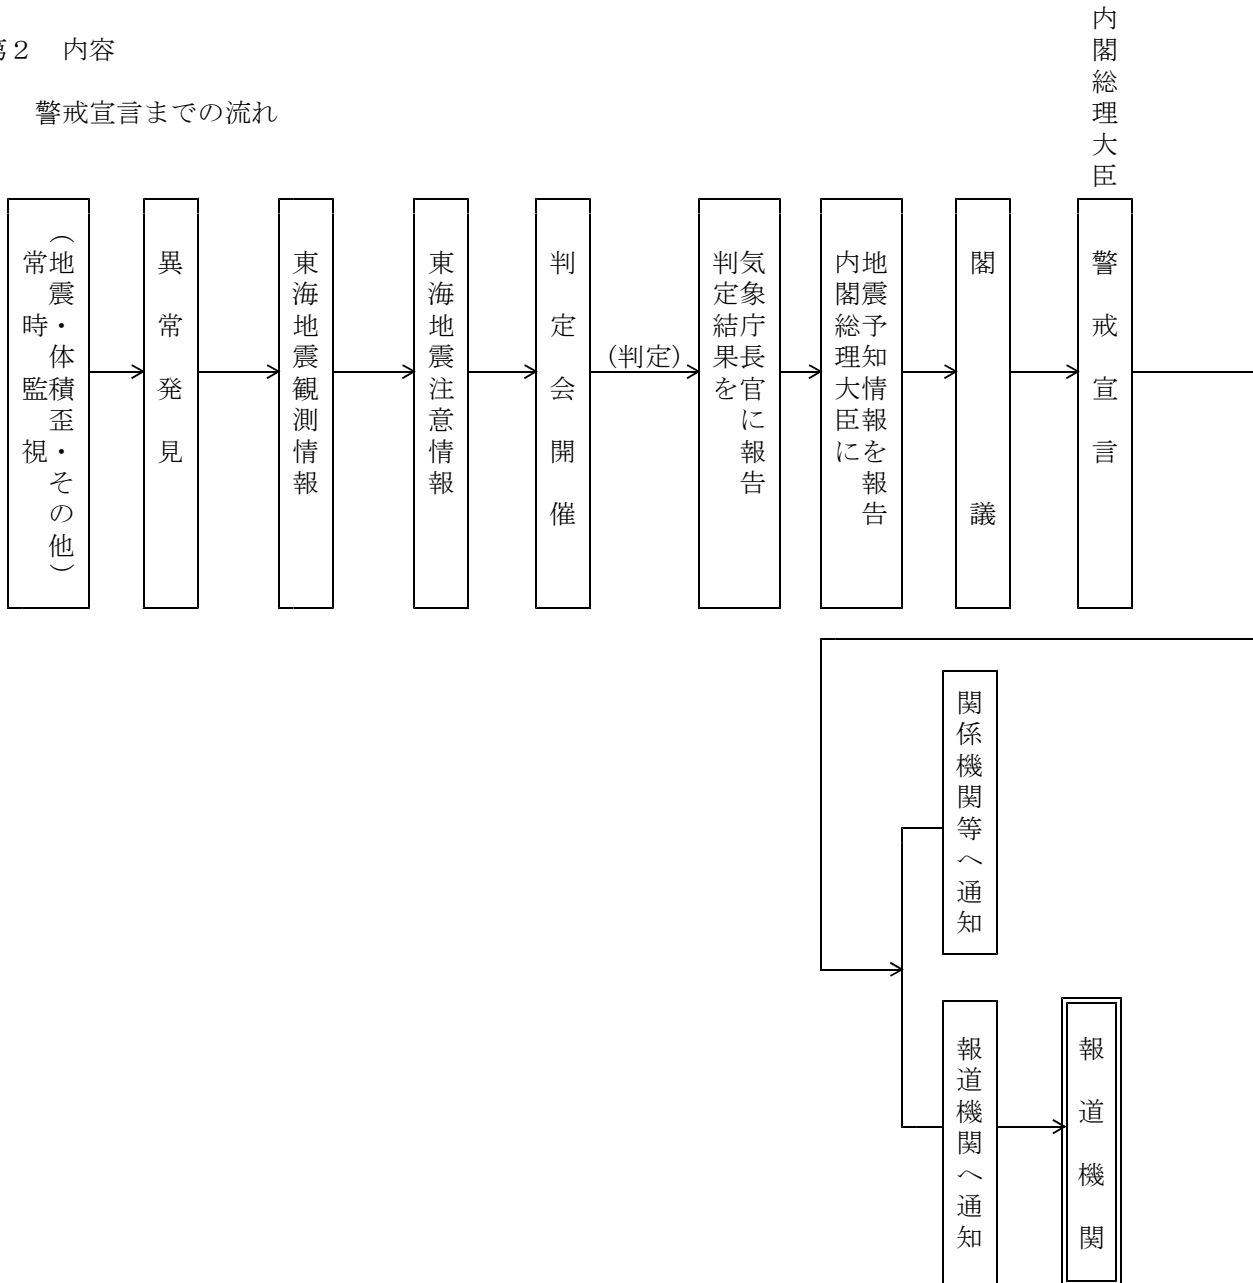 第２　内容
警戒宣言までの流れ
常時監視
（地震・体積歪・その他）
異常発見
東海地震観測情報
東海地震注意情報
判定会開催
(判定)
判定結果を
気象庁長官に報告
内閣総理大臣に
地震予知情報を報告
閣議
内閣総理大臣
警戒宣言
関係機関等へ通知
報道機関へ通知
報道機関